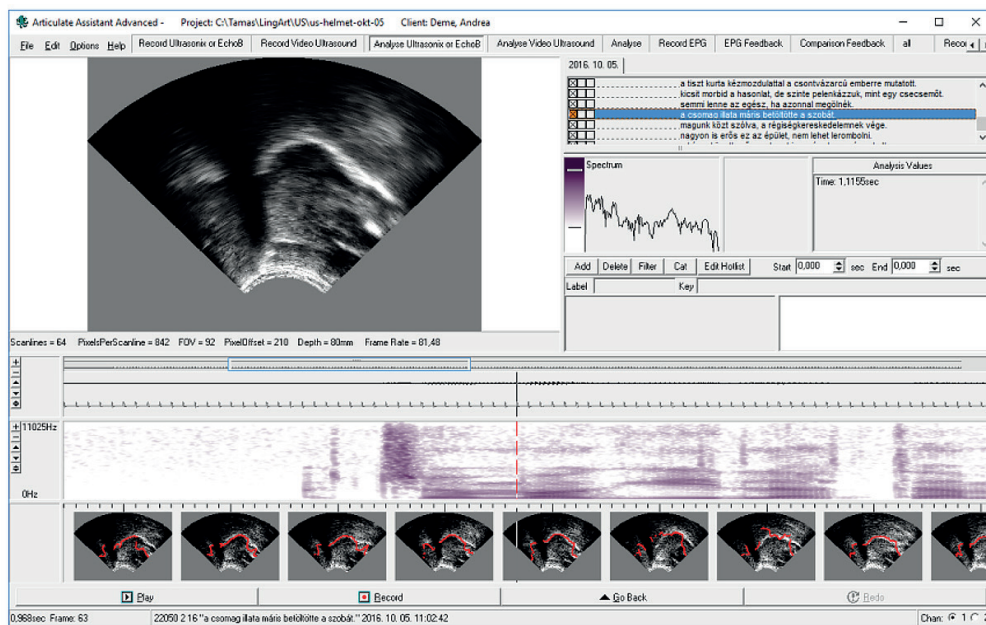 Articulate Assistant Advanced - Project: C:\Tamas\LingArt\US\us-helmet-okt-05 Client: Deme, Andrea
File Edit Options Help Record Ultrasonix or EchoB Record Video Ultrasound Analyse Ultrasonix or EchoB Analyse Video Ultrasound Analyse Record EPG EPG Feedback Comparison Feedback all
2016. 10. 05.
a tiszt kurta kézmozdulattal a csontvázarcú emberre mutatott.
kicsit morbid a hasonlat, de szinte pelenkázzuk, mint egy csecsemőt.
semmi lenne az egész, ha azonnal megölnék.
a csomag illata máris betöltötte a szobát.
magunk közt szólva, a régiségkereskedelemnek vége.
nagyon is erős ez az épület, nem lehet lerombolni.
Spectrum
Analysis Values
Time: 1,1155sec
Add Delete Filter Cat Edit Hotlist Start 0,000 sec End 0,000 sec
Label Key
Scanlines = 64 PixelsPerScanline = 842 FOV = 92 PixelOffset = 210 Depth = 80mm Frame Rate = 81,48
11025Hz
0Hz
Play Record Go Back Redo
0,968sec Frame: 63 22050 2 16 "a csomag illata máris betöltötte a szobát." 2016. 10. 05. 11:02:42 Chan: 1